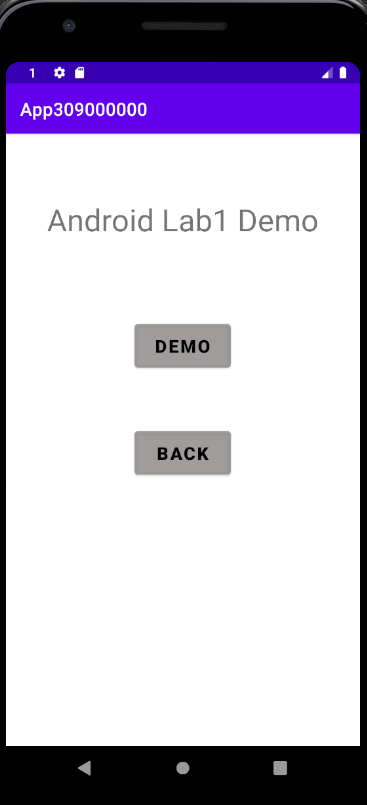 1
App309000000
Android Lab1 Demo
DEMO
BACK